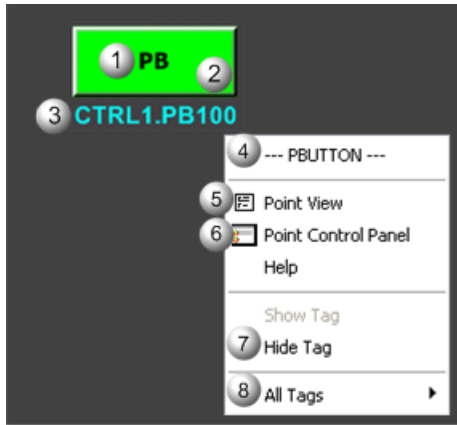 1 PB 2
3 CTRL1.PB100
4 --- PBUTTON ---
5 Point View
6 Point Control Panel
Help
Show Tag
7 Hide Tag
8 All Tags